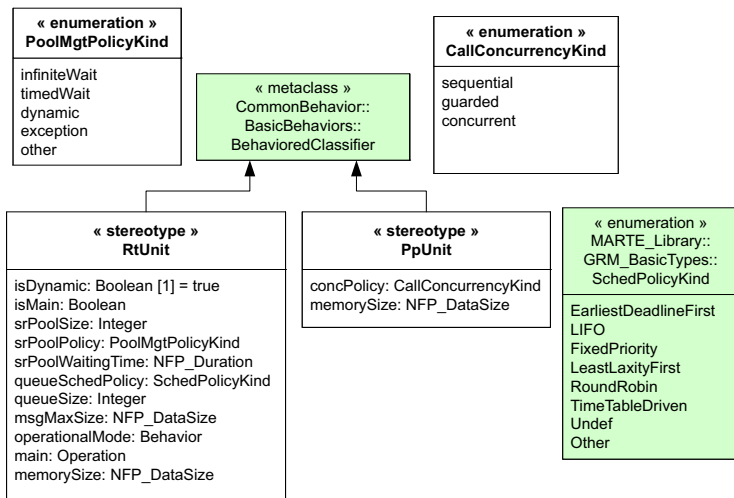 « enumeration »
PoolMgtPolicyKind
infiniteWait
timedWait
dynamic
exception
other
« metaclass »
CommonBehavior::
BasicBehaviors::
BehavioredClassifier
« enumeration »
CallConcurrencyKind
sequential
guarded
concurrent
« stereotype »
RtUnit
isDynamic: Boolean [1] = true
isMain: Boolean
srPoolSize: Integer
srPoolPolicy: PoolMgtPolicyKind
srPoolWaitingTime: NFP_Duration
queueSchedPolicy: SchedPolicyKind
queueSize: Integer
msgMaxSize: NFP_DataSize
operationalMode: Behavior
main: Operation
memorySize: NFP_DataSize
« stereotype »
PpUnit
concPolicy: CallConcurrencyKind
memorySize: NFP_DataSize
« enumeration »
MARTE_Library::
GRM_BasicTypes::
SchedPolicyKind
EarliestDeadlineFirst
LIFO
FixedPriority
LeastLaxityFirst
RoundRobin
TimeTableDriven
Undef
Other